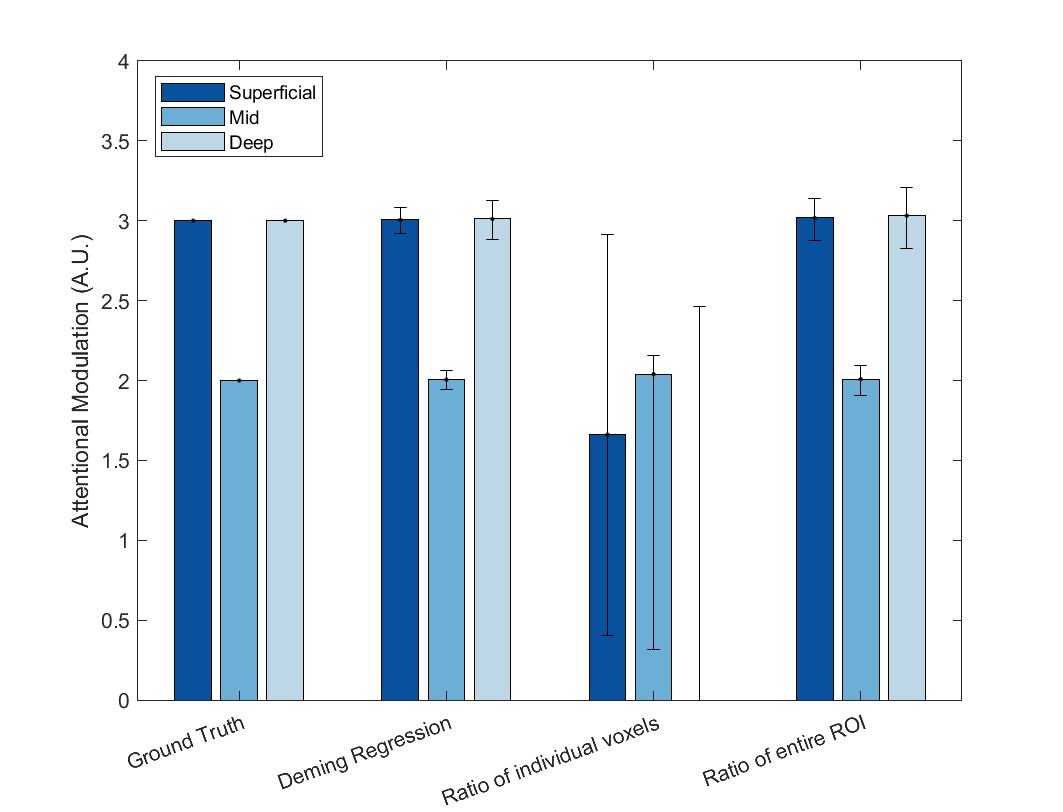 4
3.5
3
2.5
2
1.5
1
0.5
0
Attentional Modulation (A.U.)
Superficial
Mid
Deep
Ground Truth
Deming Regression
Ratio of individual voxels
Ratio of entire ROI